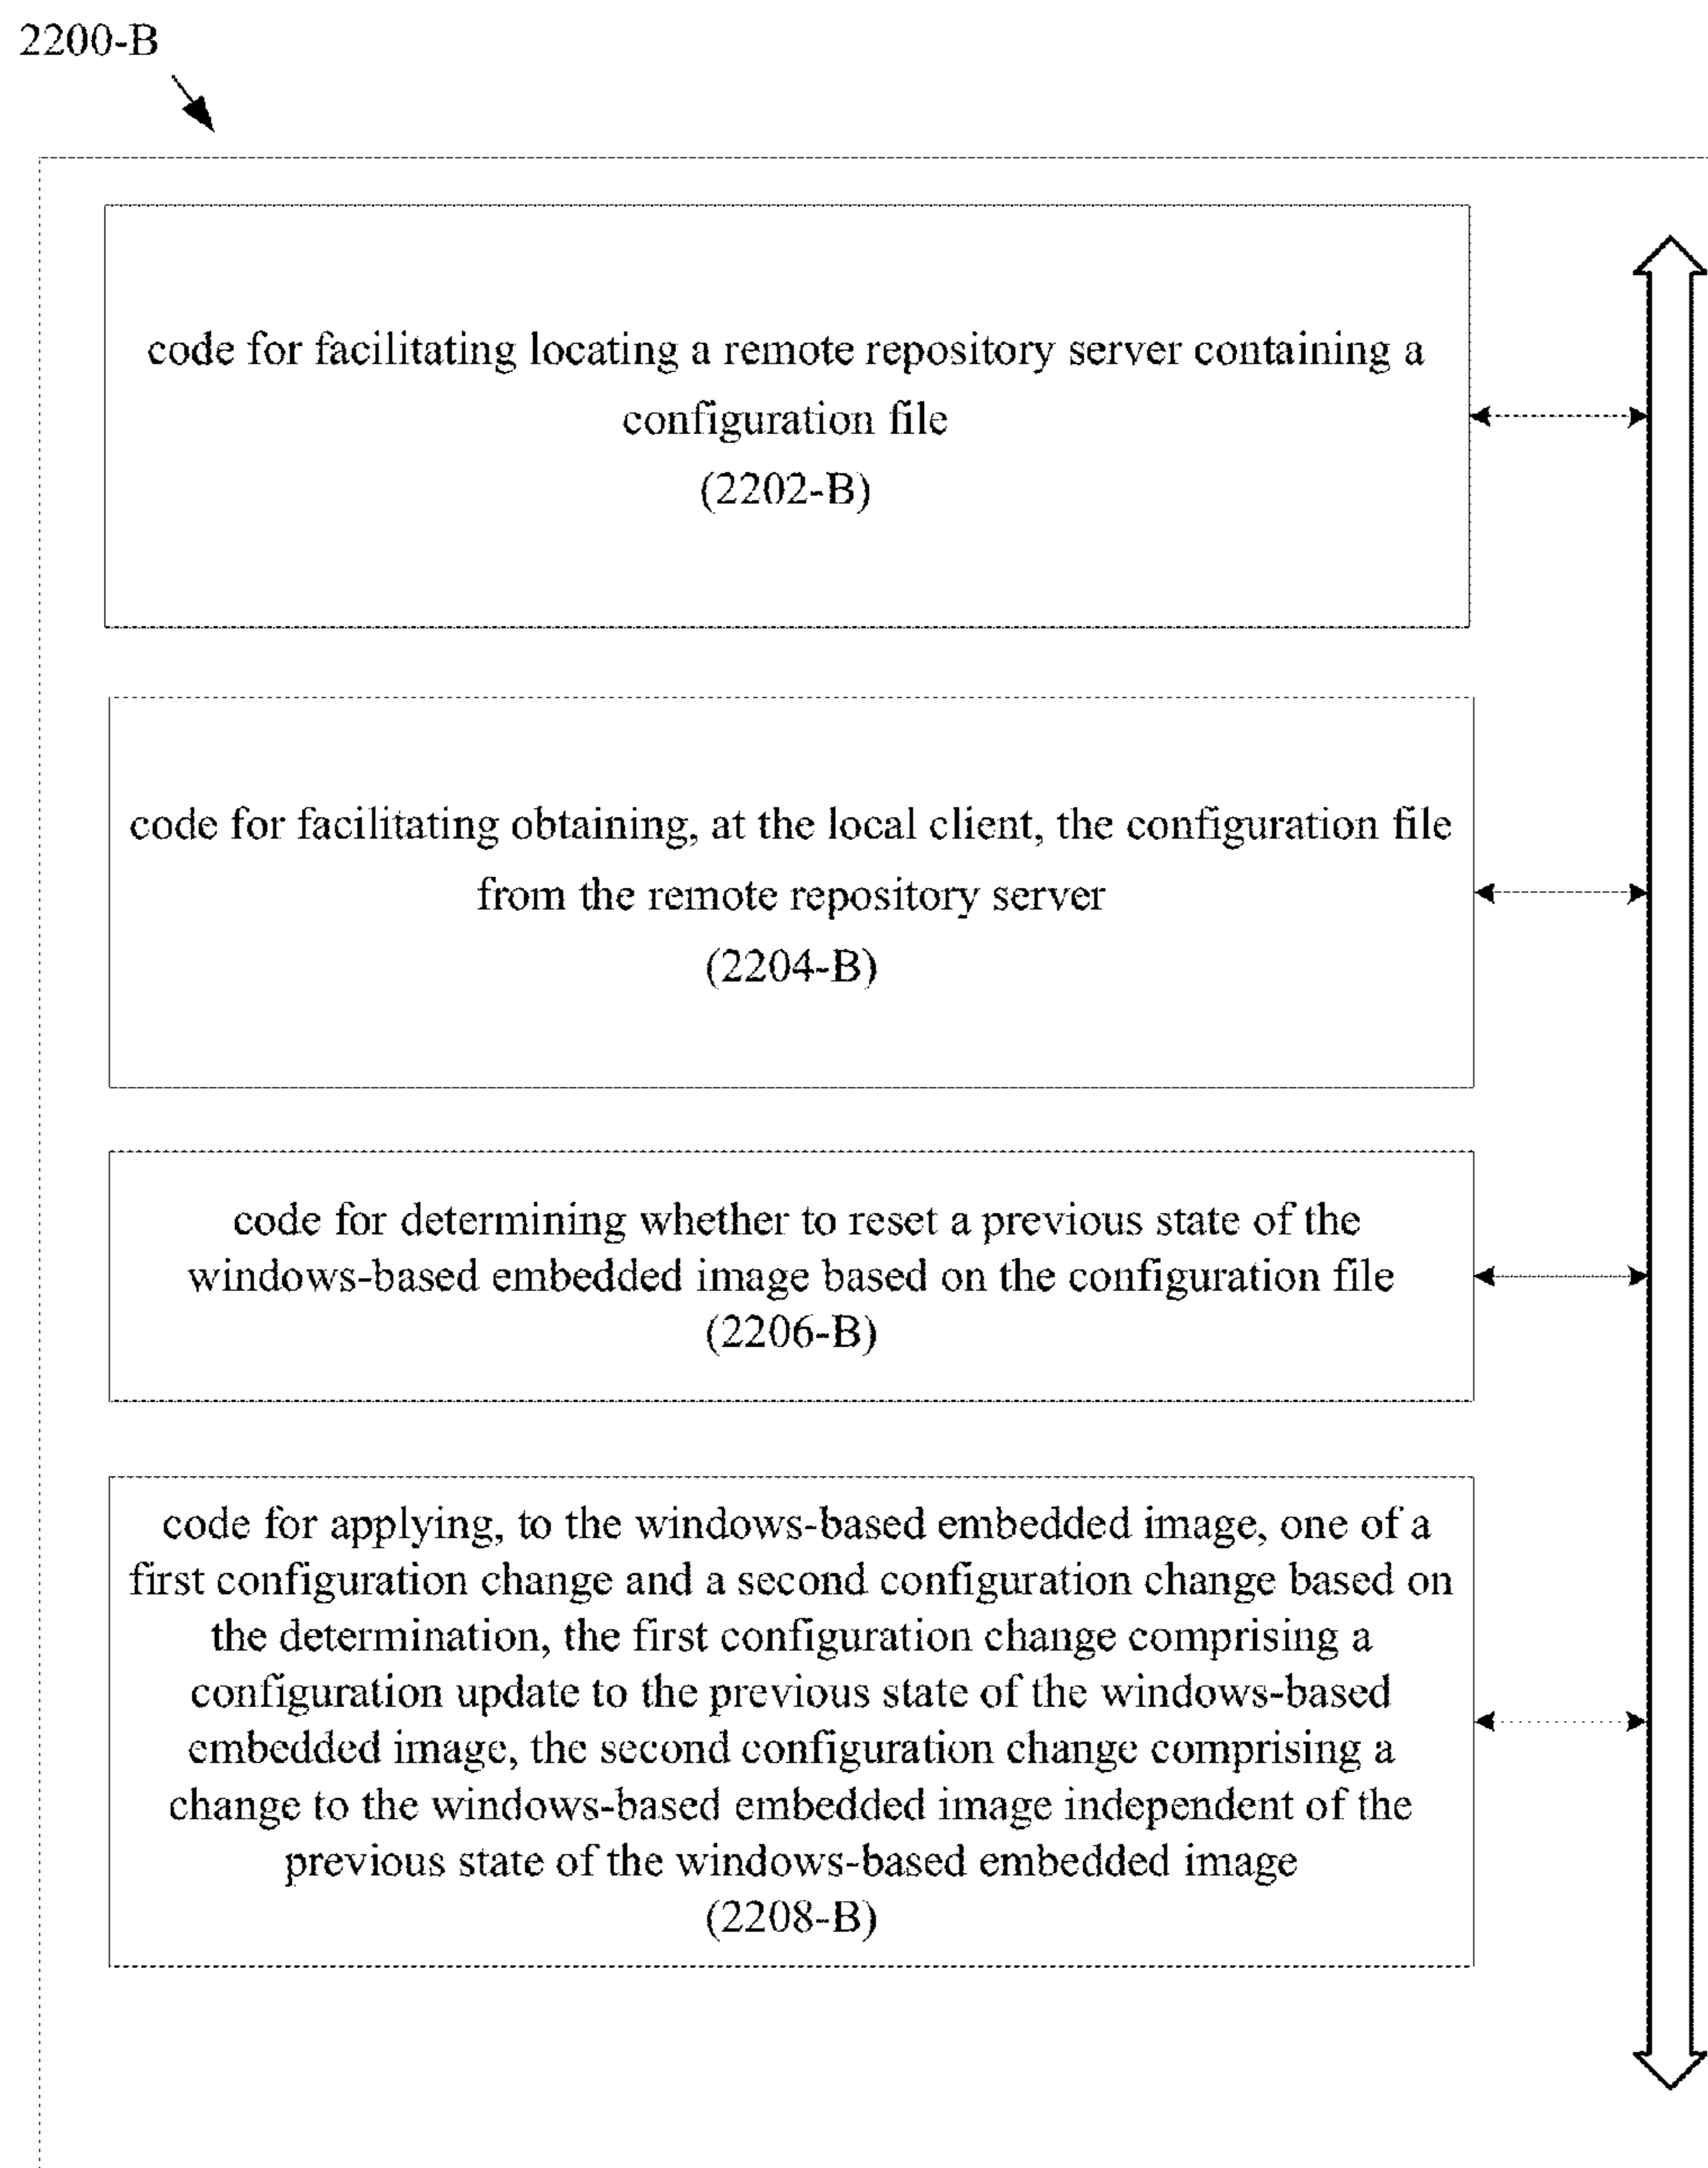 2200-B
code for facilitating locating a remote repository server containing a
configuration file
(2202-B)
code for facilitating obtaining, at the local client, the configuration file
from the remote repository server
(2204-B)
code for determining whether to reset a previous state of the
windows-based embedded image based on the configuration file
(2206-B)
code for applying, to the windows-based embedded image, one of a
first configuration change and a second configuration change based on
the determination, the first configuration change comprising a
configuration update to the previous state of the windows-based
embedded image, the second configuration change comprising a
change to the windows-based embedded image independent of the
previous state of the windows-based embedded image
(2208-B)